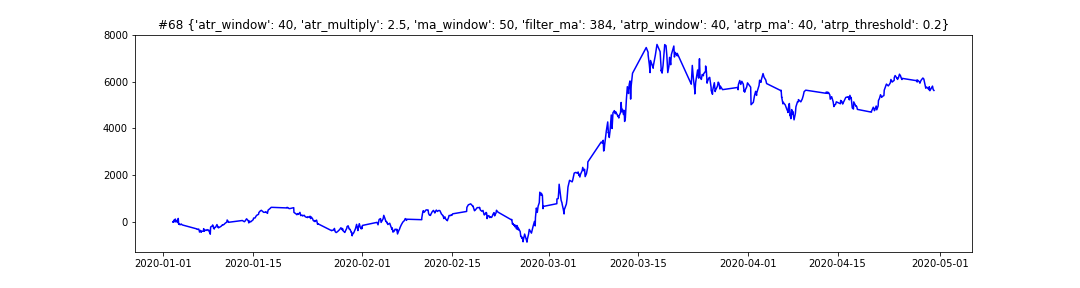 #68 {'atr_window': 40, 'atr_multiply': 2.5, 'ma_window': 50, 'filter_ma': 384, 'atrp_window': 40, 'atrp_ma': 40, 'atrp_threshold': 0.2}
8000
6000
4000
2000
0
2020-01-01 2020-01-15 2020-02-01 2020-02-15 2020-03-01 2020-03-15 2020-04-01 2020-04-15 2020-05-01